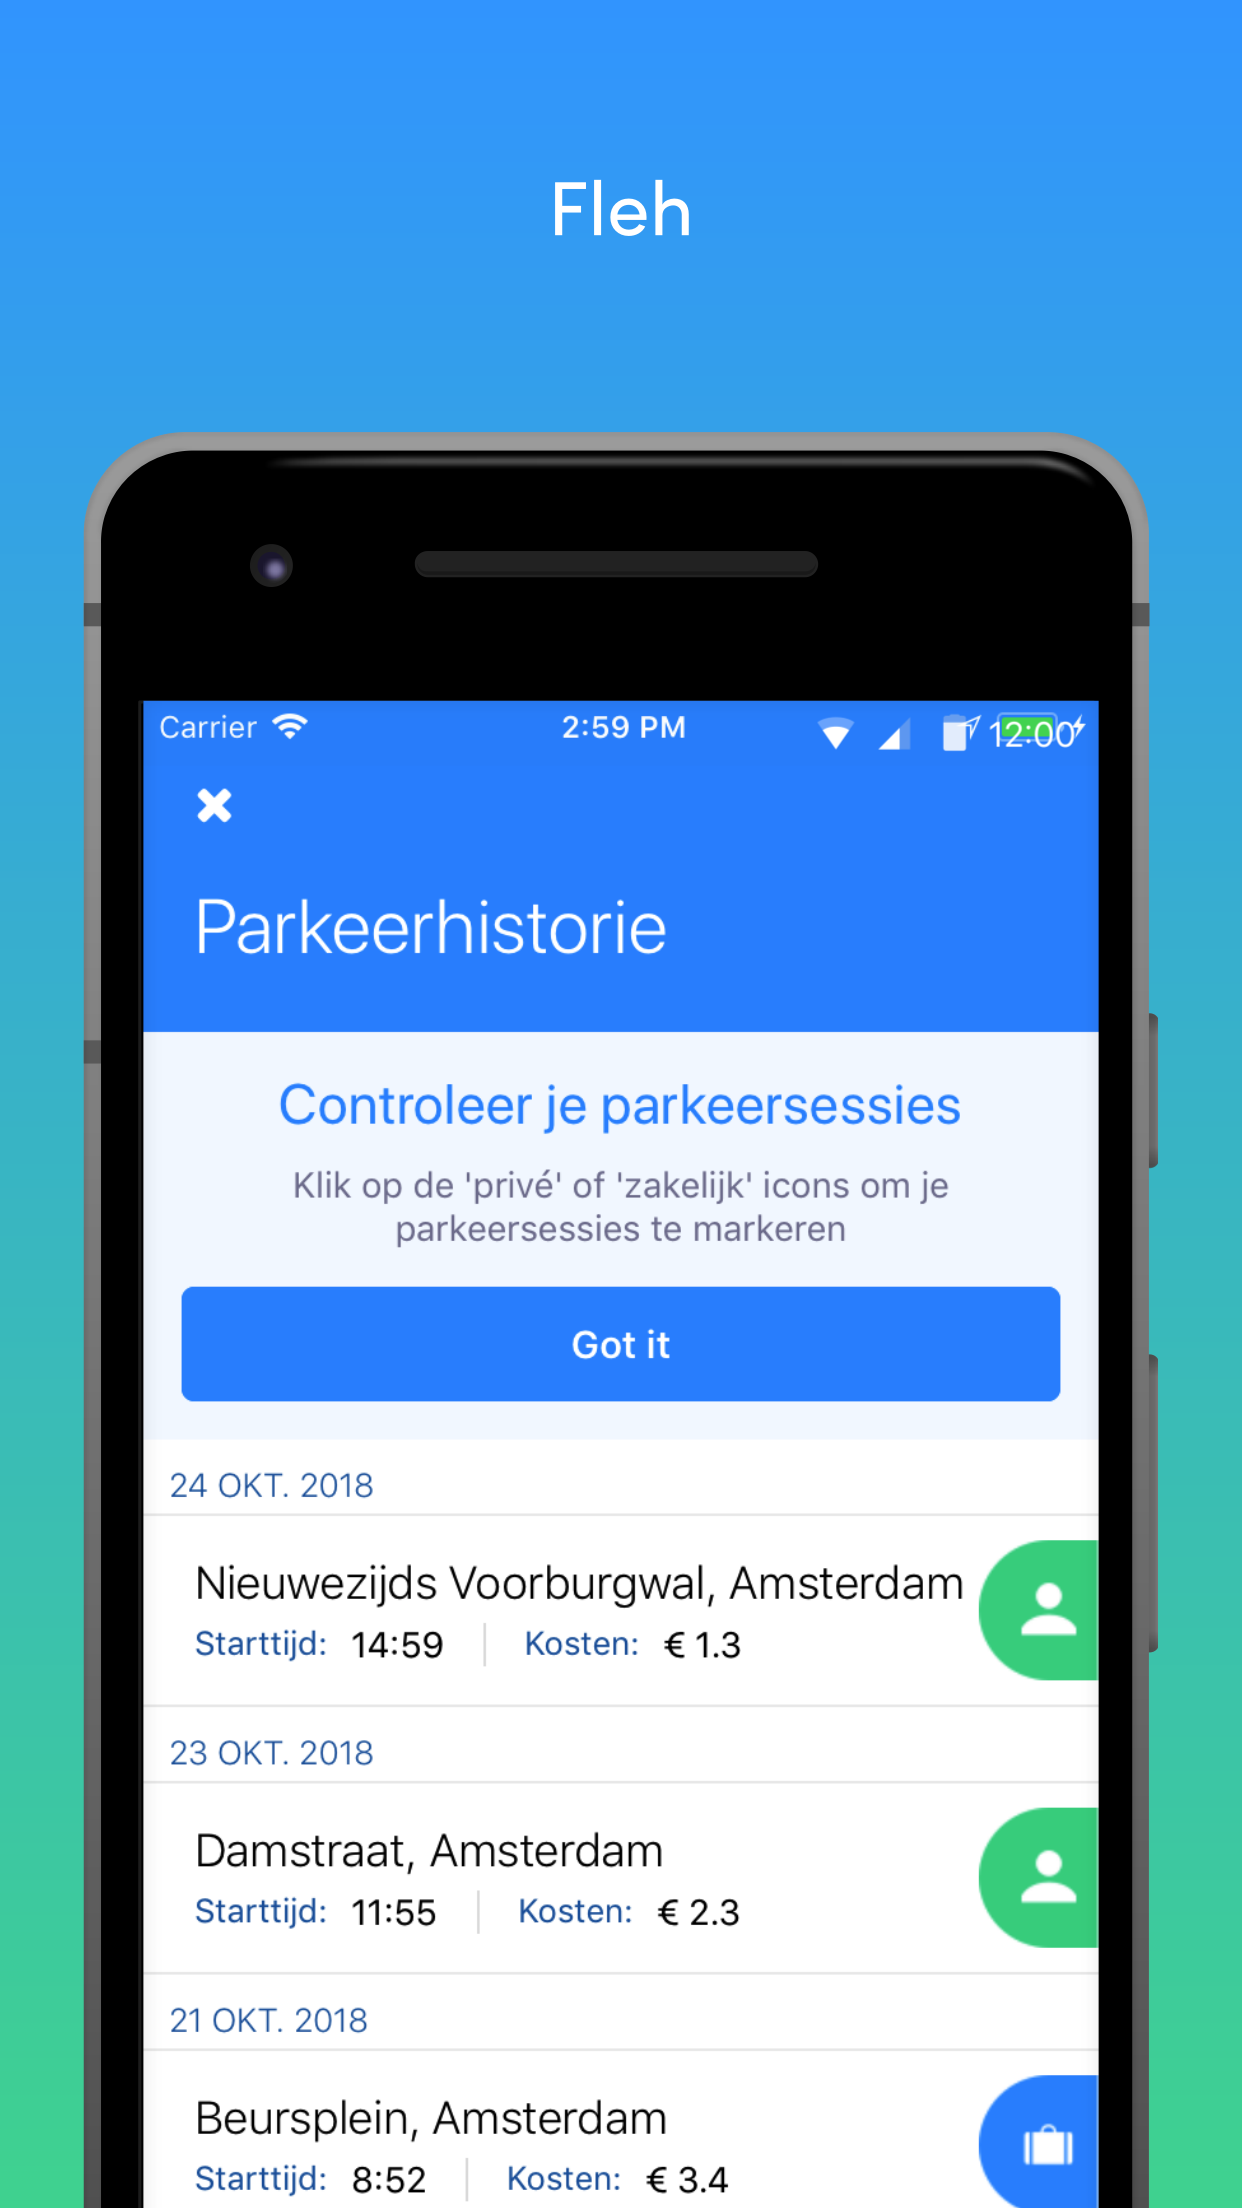 Fleh
Carrier 2:59 PM 12:00
Parkeerhistorie
Controleer je parkeersessies
Klik op de 'privé' of 'zakelijk' icons om je
parkeersessies te markeren
Got it
24 OKT. 2018
Nieuwezijds Voorburgwal, Amsterdam
Starttijd: 14:59 Kosten: € 1.3
23 OKT. 2018
Damstraat, Amsterdam
Starttijd: 11:55 Kosten: € 2.3
21 OKT. 2018
Beursplein, Amsterdam
Starttijd: 8:52 Kosten: € 3.4